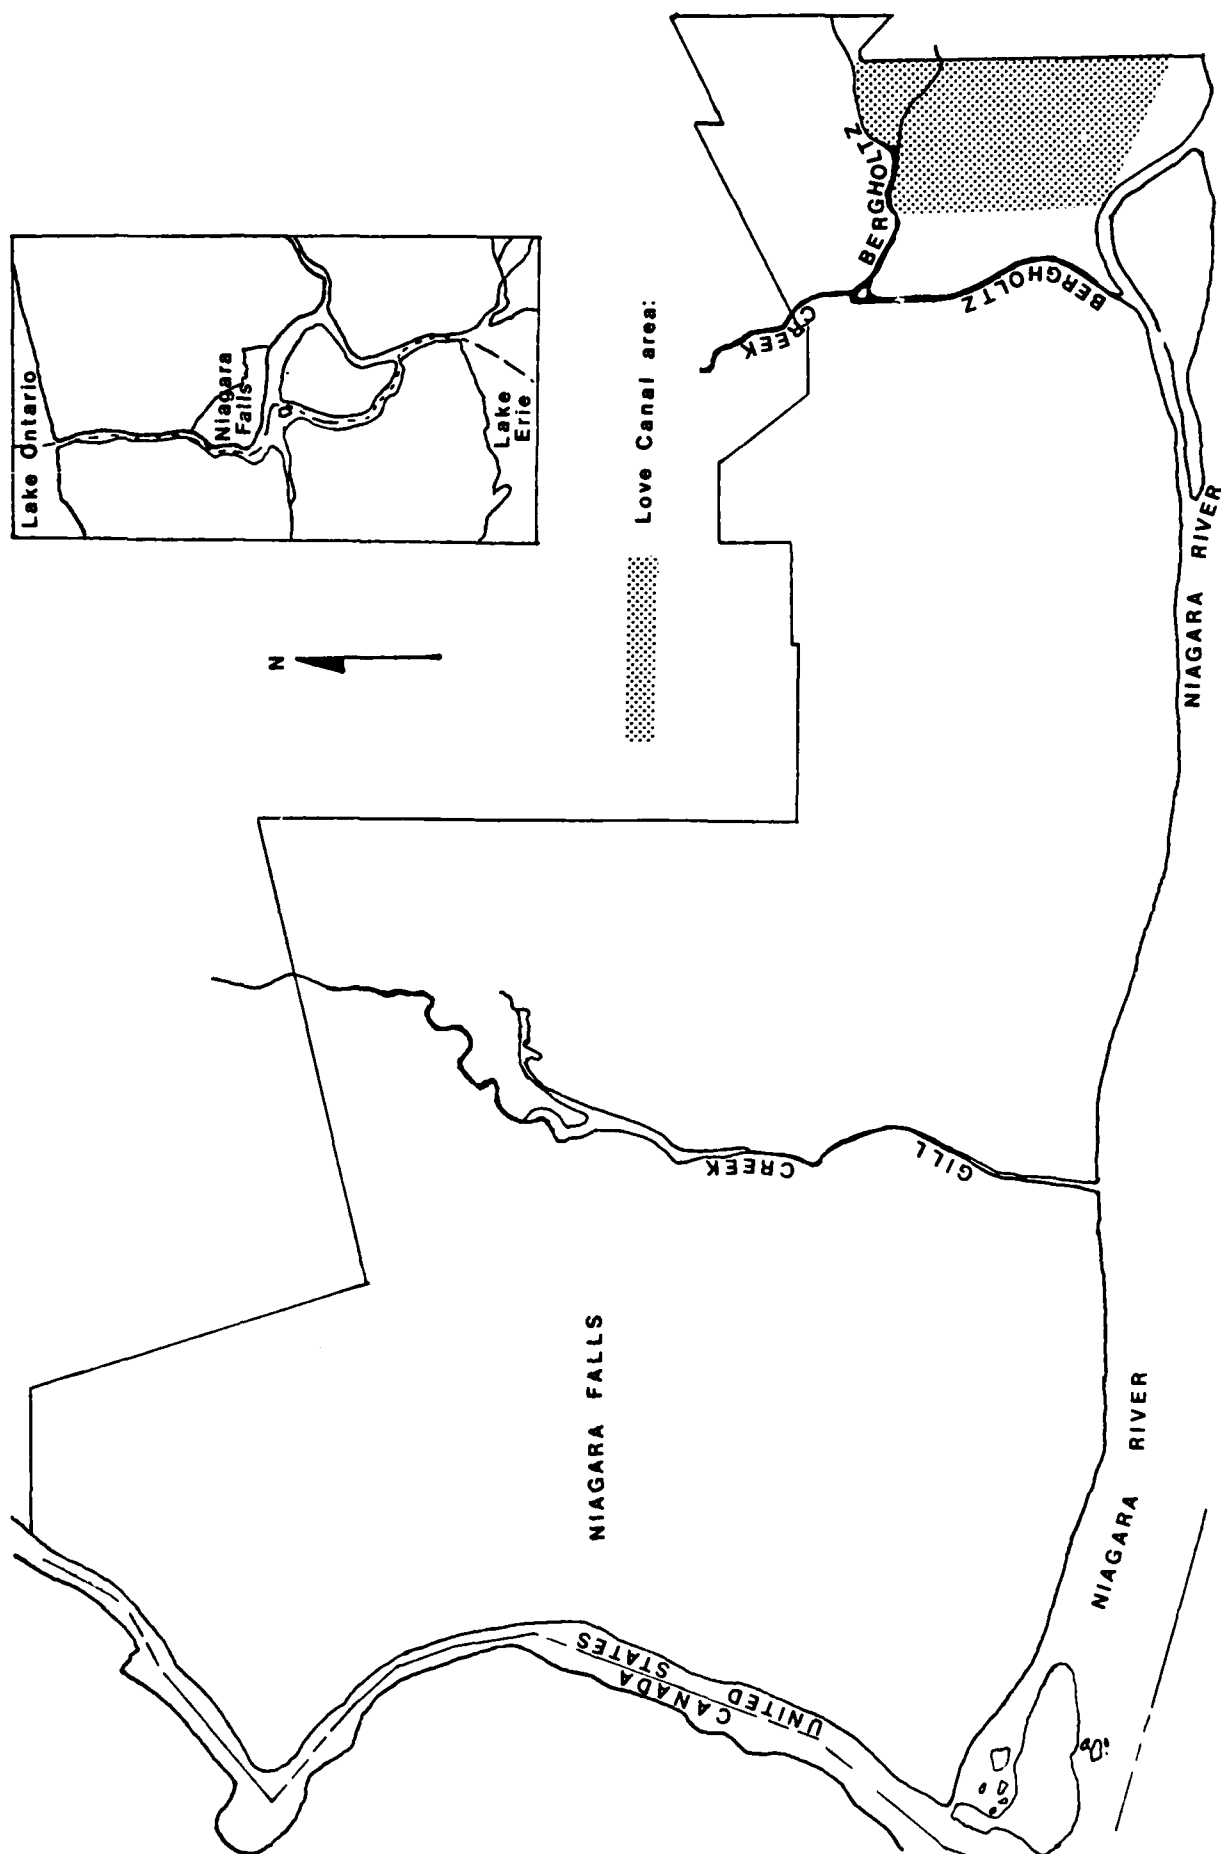 Lake Ontario
Niagara
Falls
Lake
Erie
N
Love Canal area:
BERGHOLTZ
CREEK
BERGHOLTZ
GILL
CREEK
NIAGARA FALLS
UNITED
STATES
CANADA
NIAGARA RIVER
NIAGARA RIVER